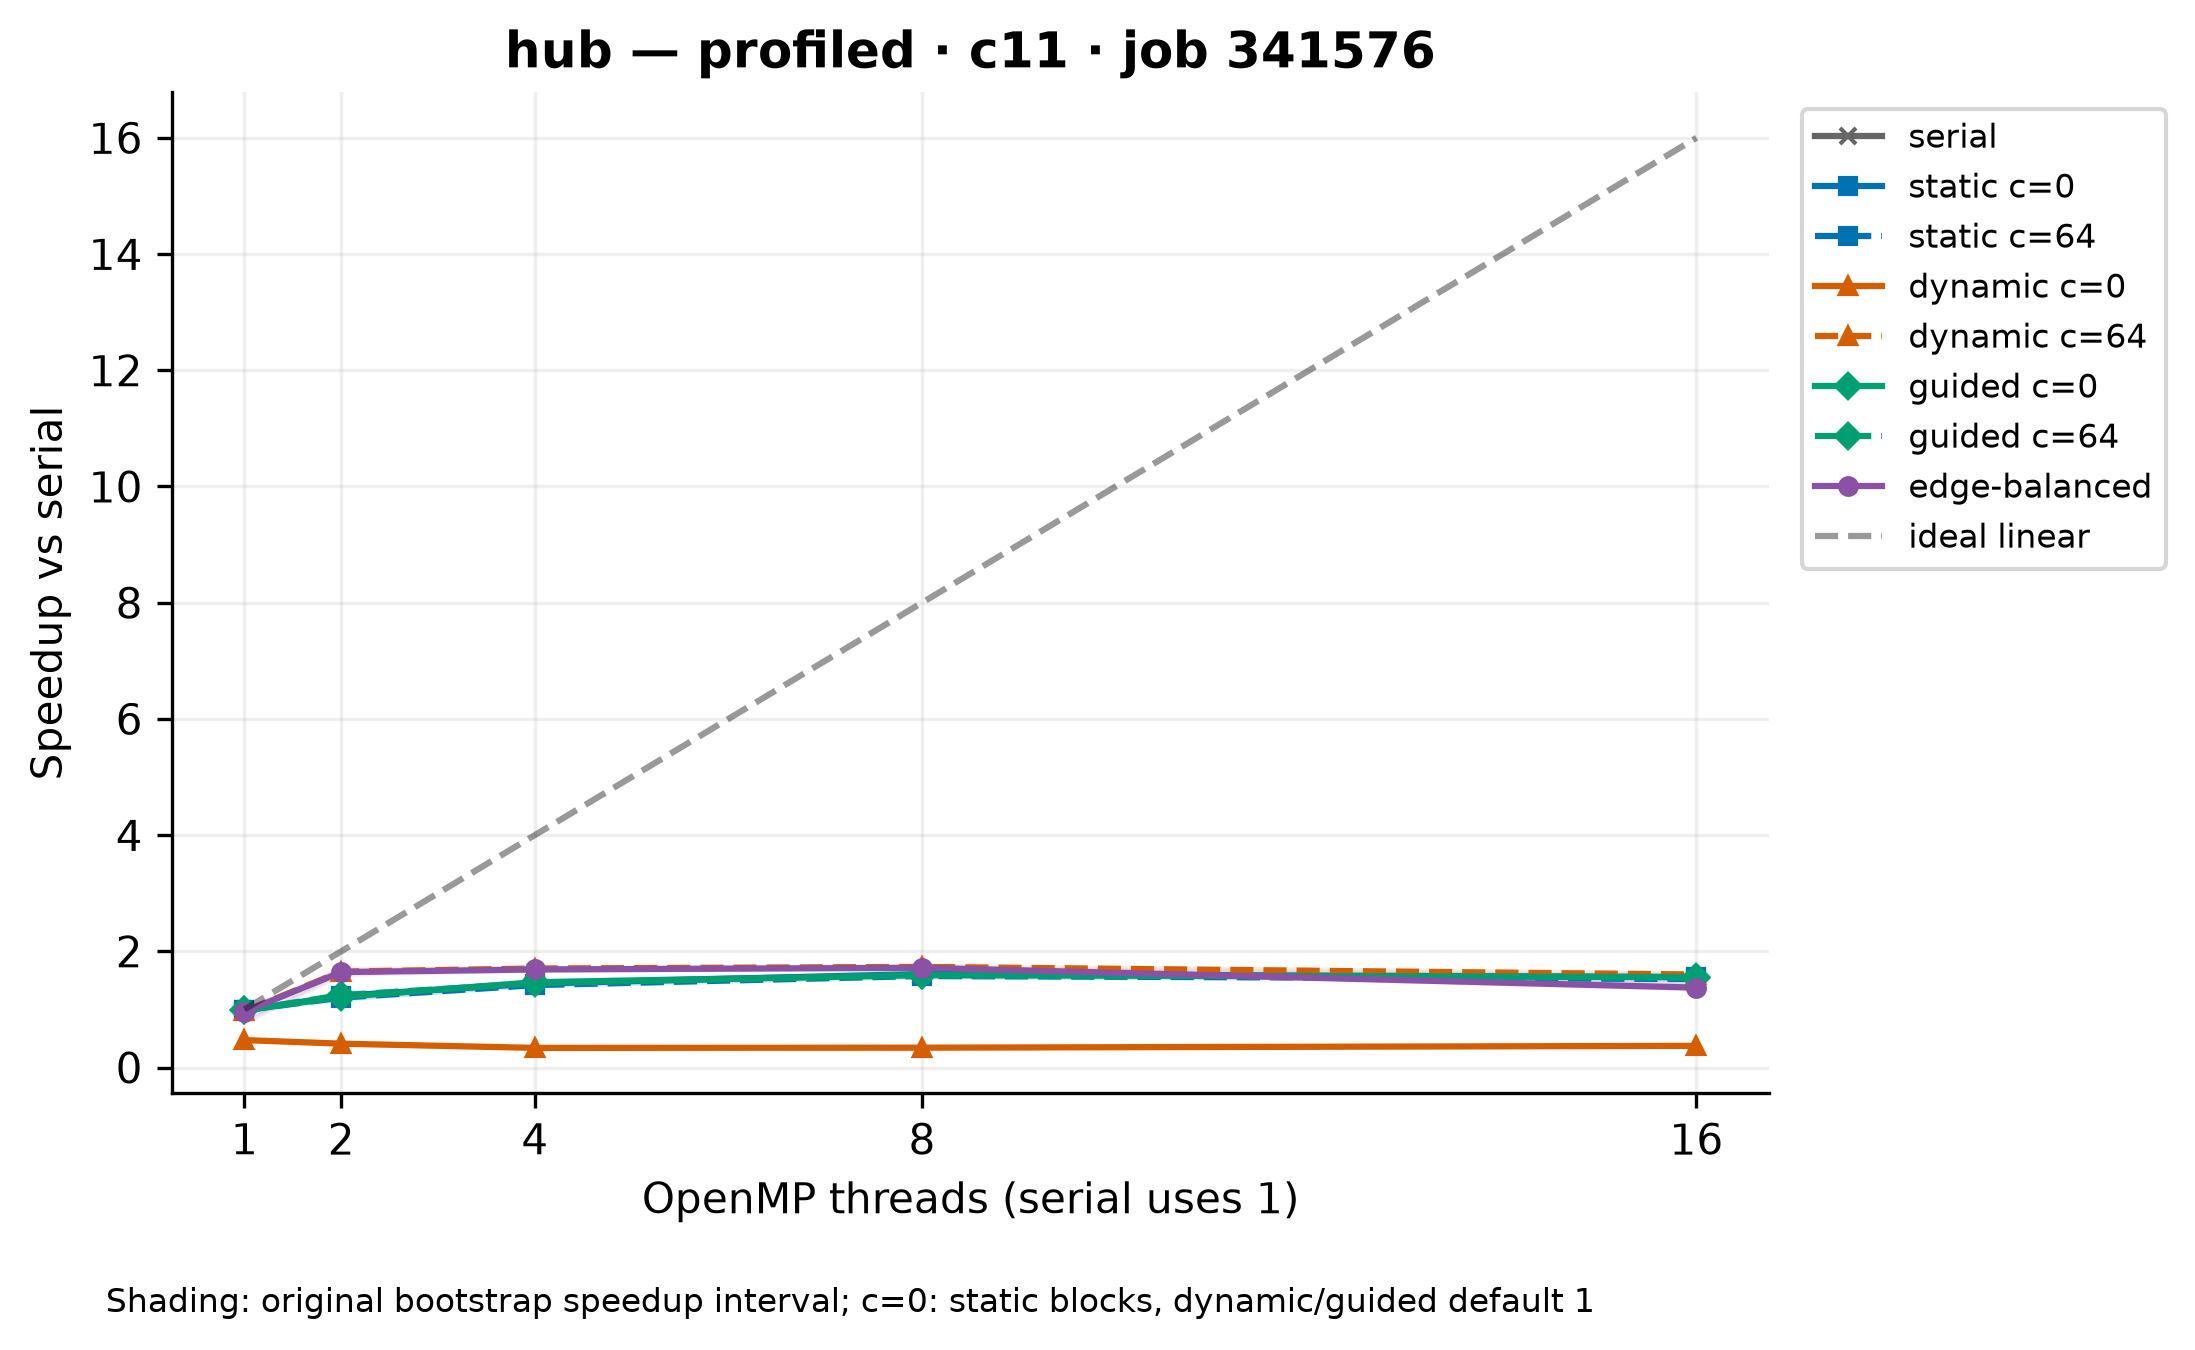 hub — profiled · c11 · job 341576
Speedup vs serial
16
14
12
10
8
6
4
2
0
1 2 4 8 16
OpenMP threads (serial uses 1)
serial
static c=0
static c=64
dynamic c=0
dynamic c=64
guided c=0
guided c=64
edge-balanced
ideal linear
Shading: original bootstrap speedup interval; c=0: static blocks, dynamic/guided default 1